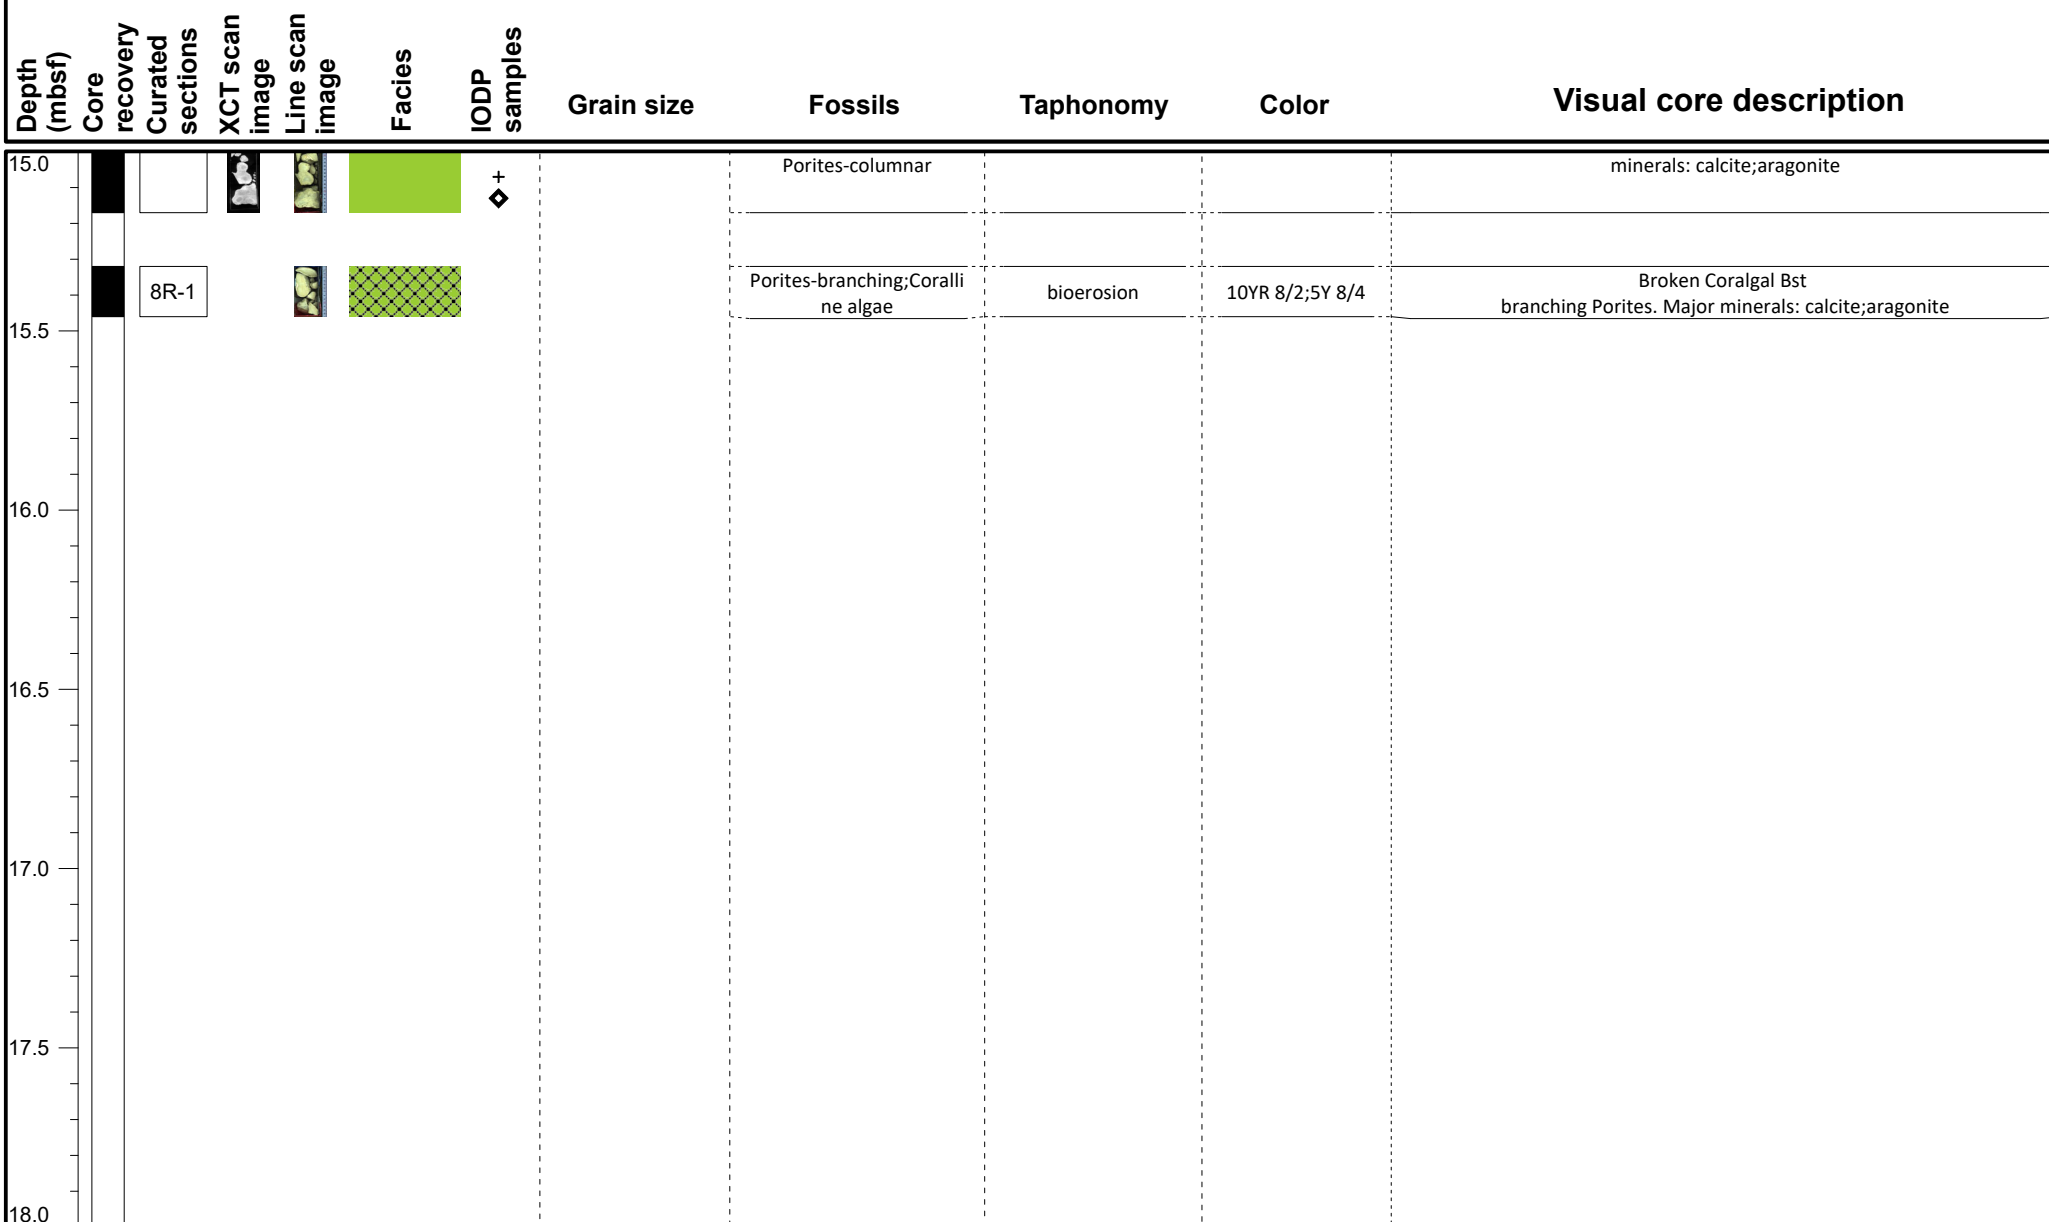 Depth
(mbsf)
Core
recovery
Curated
sections
XCT scan
image
Line scan
image
Facies
IODP
samples
Grain size
Fossils
Taphonomy
Color
Visual core description
15.0
+
Porites-columnar
minerals: calcite;aragonite
8R-1
Porites-branching;Coralli
ne algae
bioerosion
10YR 8/2;5Y 8/4
Broken Coralgal Bst
branching Porites. Major minerals: calcite;aragonite
15.5
16.0
16.5
17.0
17.5
18.0